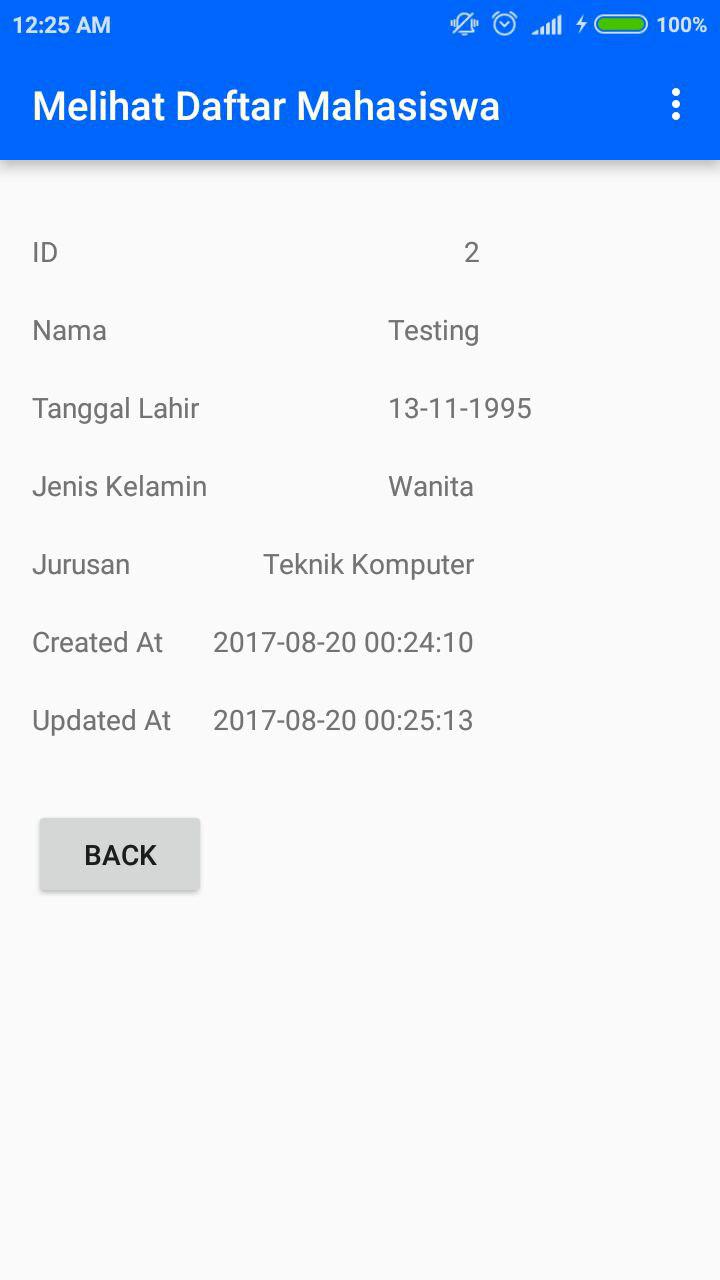 12:25 AM 100%
Melihat Daftar Mahasiswa
ID 2
Nama Testing
Tanggal Lahir 13-11-1995
Jenis Kelamin Wanita
Jurusan Teknik Komputer
Created At 2017-08-20 00:24:10
Updated At 2017-08-20 00:25:13
BACK